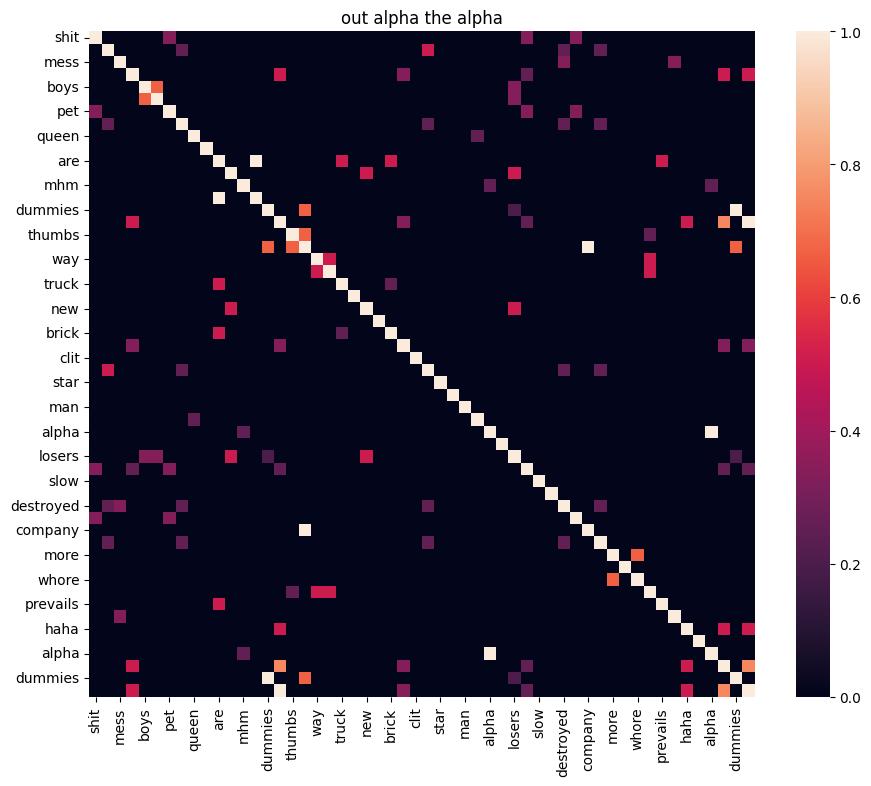 out alpha the alpha
shit
mess
boys
pet
queen
are
mhm
dummies
thumbs
way
truck
new
brick
clit
star
man
alpha
losers
slow
destroyed
company
more
whore
prevails
haha
alpha
dummies
1.0
0.8
0.6
0.4
0.2
0.0
shit
mess
boys
pet
queen
are
mhm
dummies
thumbs
way
truck
new
brick
clit
star
man
alpha
losers
slow
destroyed
company
more
whore
prevails
haha
alpha
dummies